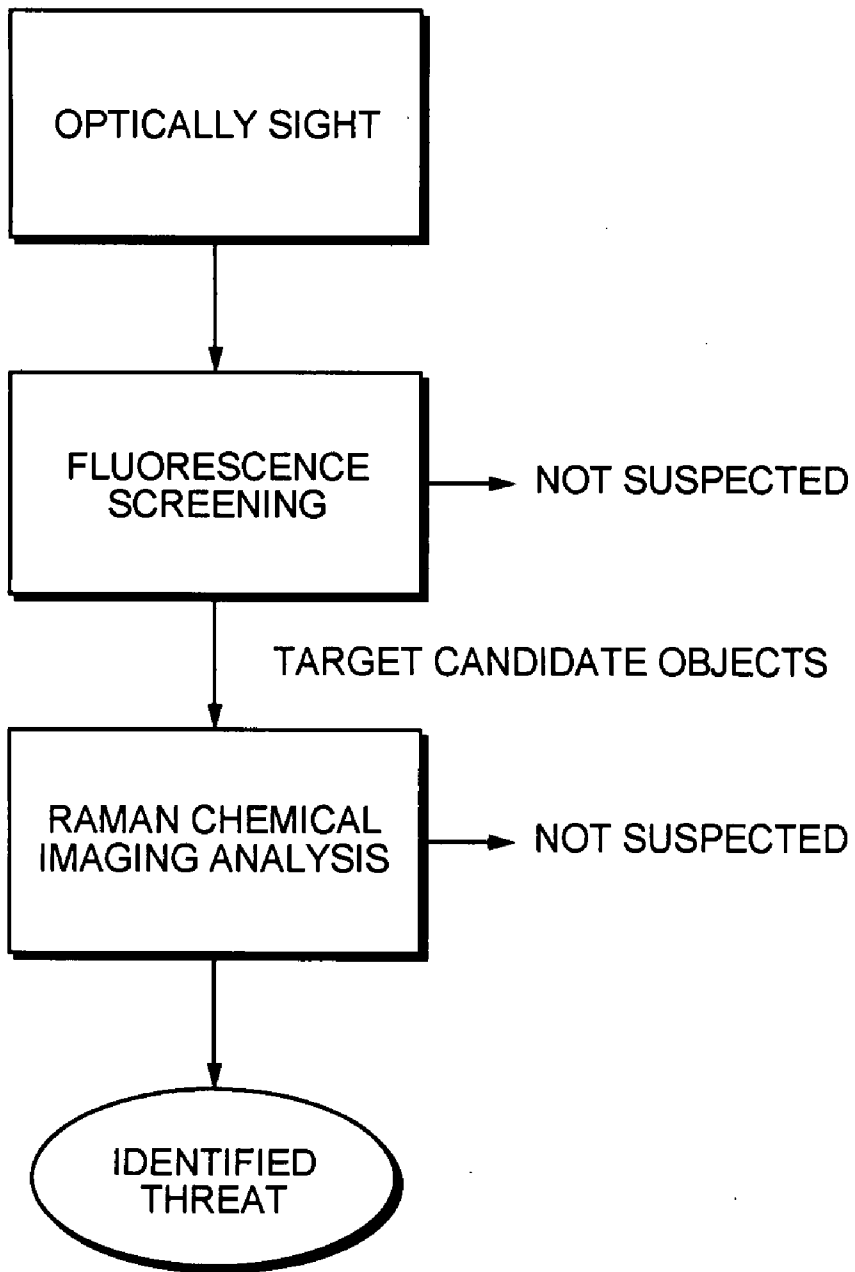 OPTICALLY SIGHT
FLUORESCENCE
SCREENING
NOT SUSPECTED
TARGET CANDIDATE OBJECTS
RAMAN CHEMICAL
IMAGING ANALYSIS
NOT SUSPECTED
IDENTIFIED
THREAT